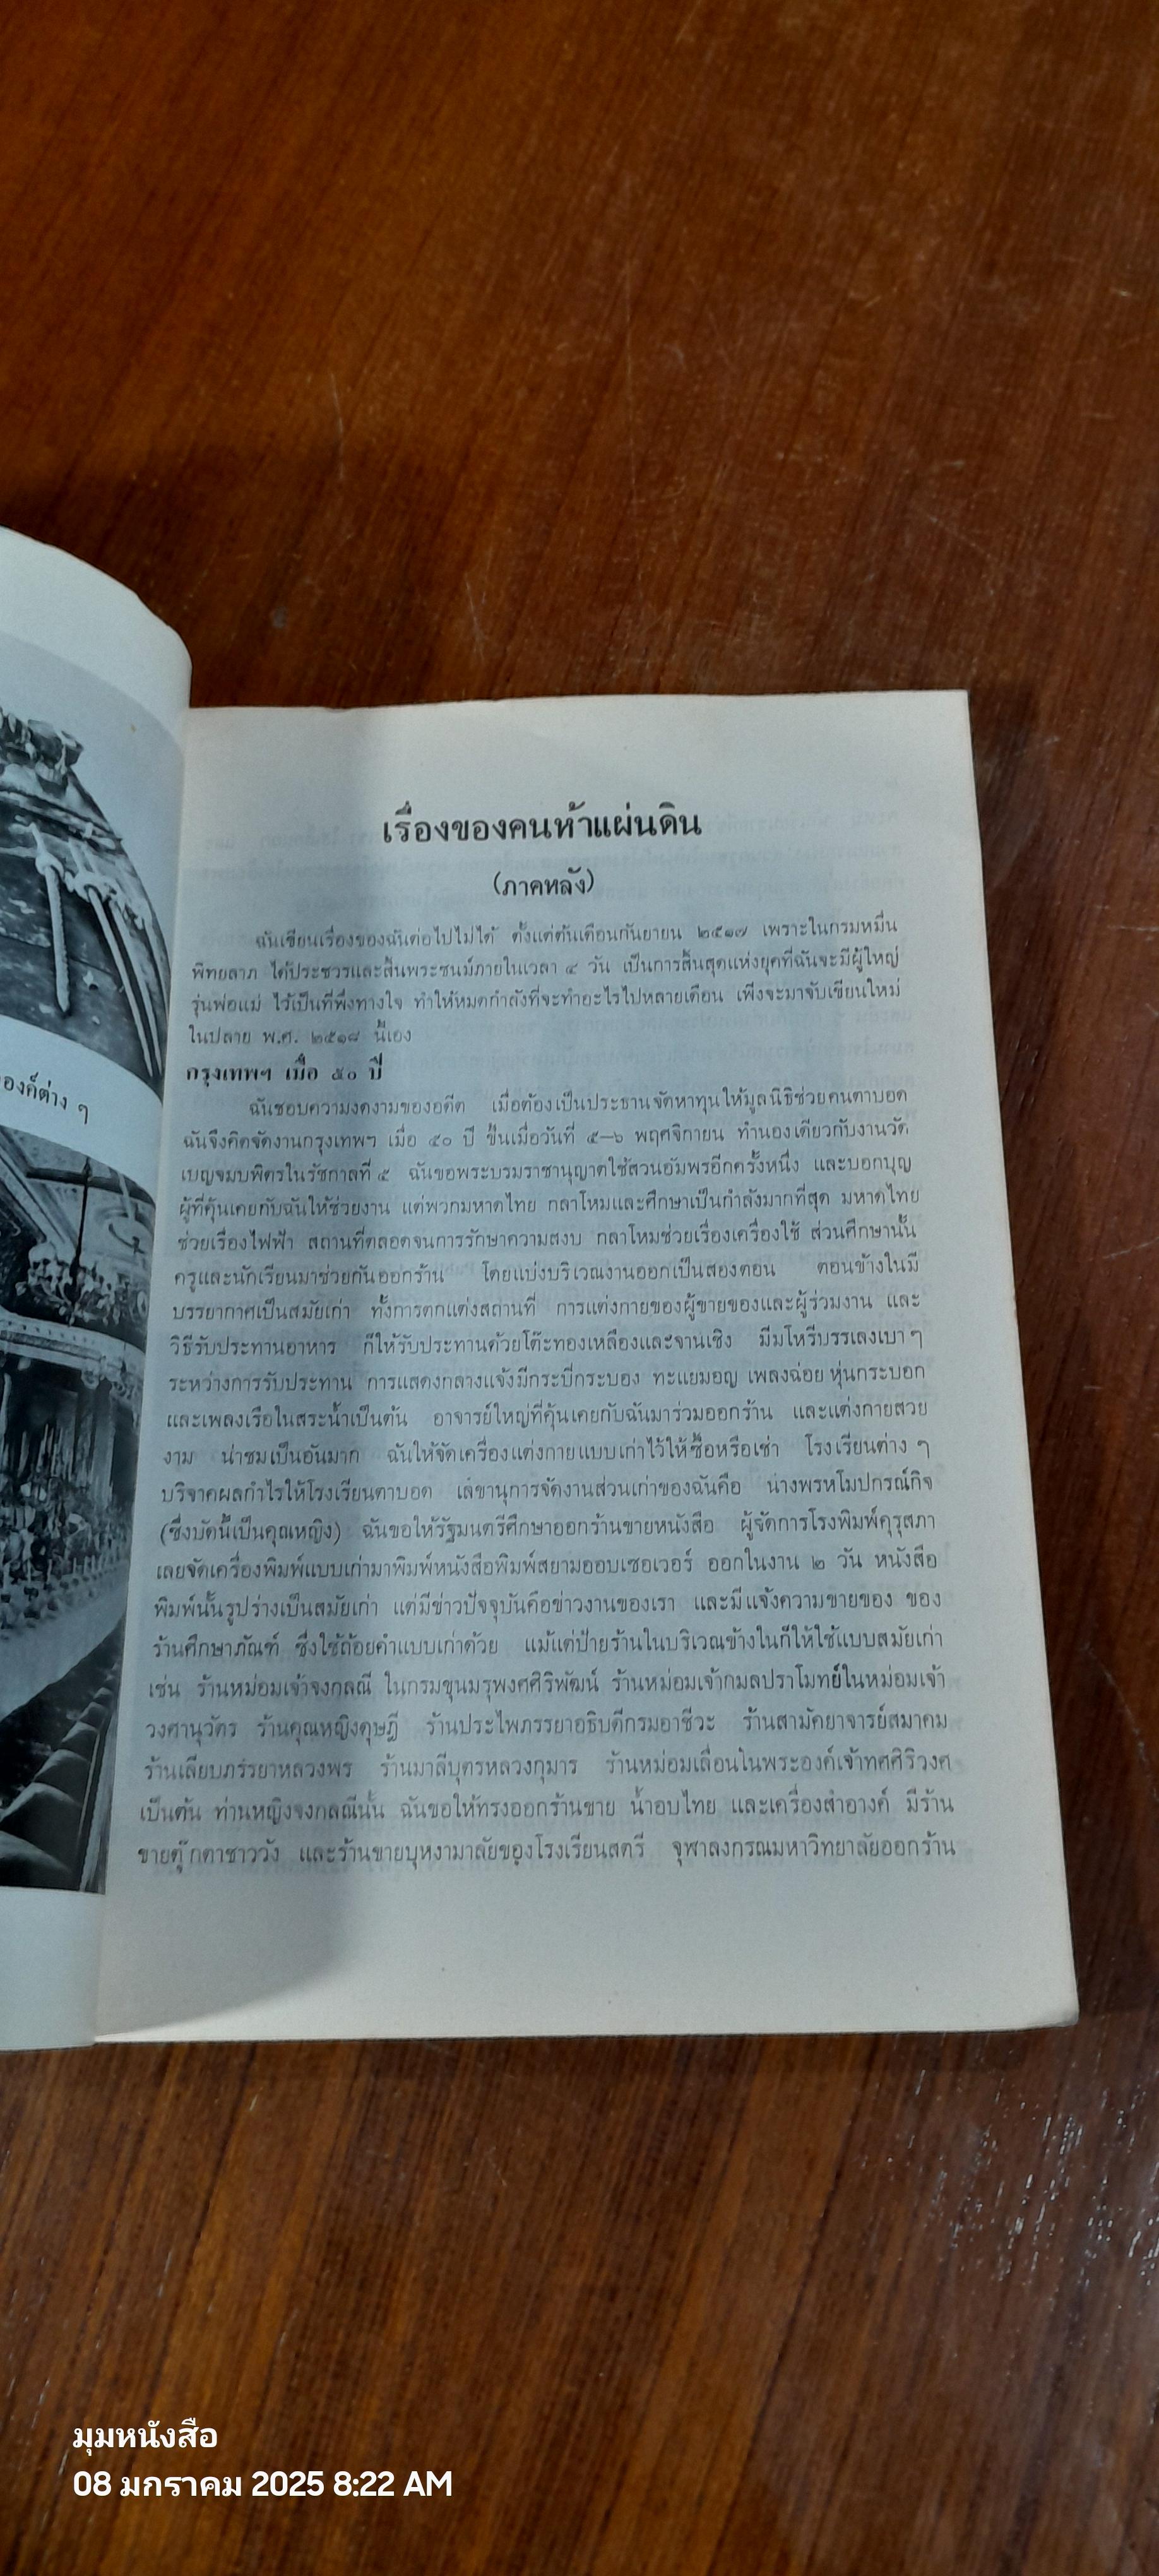 องค์ต่าง ๆ
เรื่องของคนห้าแผ่นดิน
(ภาคหลัง)
ฉันเขียนเรื่องของฉันต่อไปไม่ได้ ตั้งแต่ต้นเดือนกันยายน ๒๕๑๗ เพราะในกรมหมื่น
พิทยลาภ ได้ประชวรและสิ้นพระชนม์ภายในเวลา ๔ วัน เป็นการสิ้นสุดแห่งยุคที่ฉันจะมีผู้ใหญ่
รุ่นพ่อแม่ ไว้เป็นที่พึ่งทางใจ ทำให้หมดกำลังที่จะทำอะไรไปหลายเดือน เพิ่งจะมาจับเขียนใหม่
ในปลาย พ.ศ. ๒๕๑๘ นี้เอง
กรุงเทพฯ เมื่อ ๕๐ ปี
ฉันชอบความงดงามของอดีต เมื่อต้องเป็นประธานจัดหาทุนให้มูลนิธิช่วยคนตาบอด
ฉันจึงคิดจัดงานกรุงเทพฯ เมื่อ ๕๐ ปี ขึ้นเมื่อวันที่ ๕–๖ พฤศจิกายน ทำนองเดียวกับงานวัด
เบญจมบพิตรในรัชกาลที่ ๕ ฉันขอพระบรมราชานุญาตใช้สวนอัมพรอีกครั้งหนึ่ง และบอกบุญ
ผู้ที่คุ้นเคยกับฉันให้ช่วยงาน แต่พวกมหาดไทย กลาโหมและศึกษาเป็นกำลังมากที่สุด มหาดไทย
ช่วยเรื่องไฟฟ้า สถานที่ตลอดจนการรักษาความสงบ กลาโหมช่วยเรื่องเครื่องใช้ ส่วนศึกษานั้น
ครูและนักเรียนมาช่วยกันออกร้าน โดยแบ่งบริเวณงานออกเป็นสองตอน ตอนข้างในมี
บรรยากาศเป็นสมัยเก่า ทั้งการตกแต่งสถานที่ การแต่งกายของผู้ขายของและผู้ร่วมงาน และ
วิธีรับประทานอาหาร ก็ให้รับประทานด้วยโต๊ะทองเหลืองและจานเชิง มีมโหรีบรรเลงเบา ๆ
ระหว่างการรับประทาน การแสดงกลางแจ้งมีกระบี่กระบอง ทะแยมอญ เพลงฉ่อย หุ่นกระบอก
และเพลงเรือในสระน้ำเป็นต้น อาจารย์ใหญ่ที่คุ้นเคยกับฉันมาร่วมออกร้าน และแต่งกายสวย
งาม น่าชมเป็นอันมาก ฉันให้จัดเครื่องแต่งกายแบบเก่าไว้ให้ซื้อหรือเช่า โรงเรียนต่าง ๆ
บริจาคผลกำไรให้โรงเรียนตาบอด เลขานุการจัดงานส่วนเก่าของฉันคือ นางพรหโมปกรณ์กิจ
(ซึ่งบัดนี้เป็นคุณหญิง) ฉันขอให้รัฐมนตรีศึกษาออกร้านขายหนังสือ ผู้จัดการโรงพิมพ์คุรุสภา
เลยจัดเครื่องพิมพ์แบบเก่ามาพิมพ์หนังสือพิมพ์สยามออบเซอเวอร์ ออกในงาน ๒ วัน หนังสือ
พิมพ์นั้นรูปร่างเป็นสมัยเก่า แต่มีข่าวปัจจุบันคือข่าวงานของเรา และมีแจ้งความขายของ ของ
ร้านศึกษาภัณฑ์ ซึ่งใช้ถ้อยคำแบบเก่าด้วย แม้แต่ป้ายร้านในบริเวณข้างในก็ให้ใช้แบบสมัยเก่า
เช่น ร้านหม่อมเจ้าจงกลณี ในกรมขุนมรุพงศศิริพัฒน์ ร้านหม่อมเจ้ากมลปราโมทย์ในหม่อมเจ้า
วงศานุวัตร ร้านคุณหญิงดุษฎี ร้านประไพภรรยาอธิบดีกรมอาชีวะ ร้านสามัคยาจารย์สมาคม
ร้านเลียบภรรยาหลวงพร ร้านมาลีบุตรหลวงกุมาร ร้านหม่อมเลื่อนในพระองค์เจ้าทศศิริวงศ
เป็นต้น ท่านหญิงจงกลณีนั้น ฉันขอให้ทรงออกร้านขาย น้ำอบไทย และเครื่องสำอางค์ มีร้าน
ขายตุ๊กตาชาววัง และร้านขายบุหงามาลัยของโรงเรียนสตรี จุฬาลงกรณมหาวิทยาลัยออกร้าน
มุมหนังสือ
08 มกราคม 2025 8:22 AM